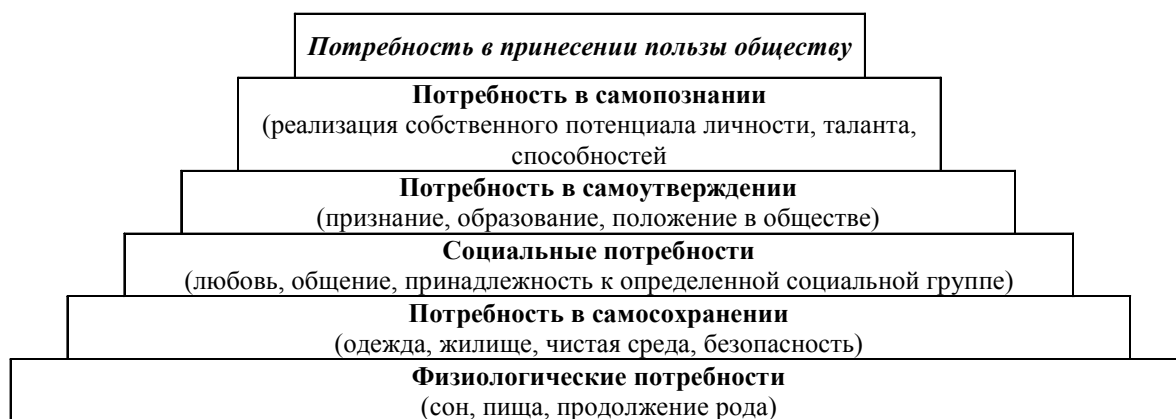 Потребность в принесении пользы обществу
Потребность в самопознании
(реализация собственного потенциала личности, таланта,
способностей
Потребность в самоутверждении
(признание, образование, положение в обществе)
Социальные потребности
(любовь, общение, принадлежность к определенной социальной группе)
Потребность в самосохранении
(одежда, жилище, чистая среда, безопасность)
Физиологические потребности
(сон, пища, продолжение рода)